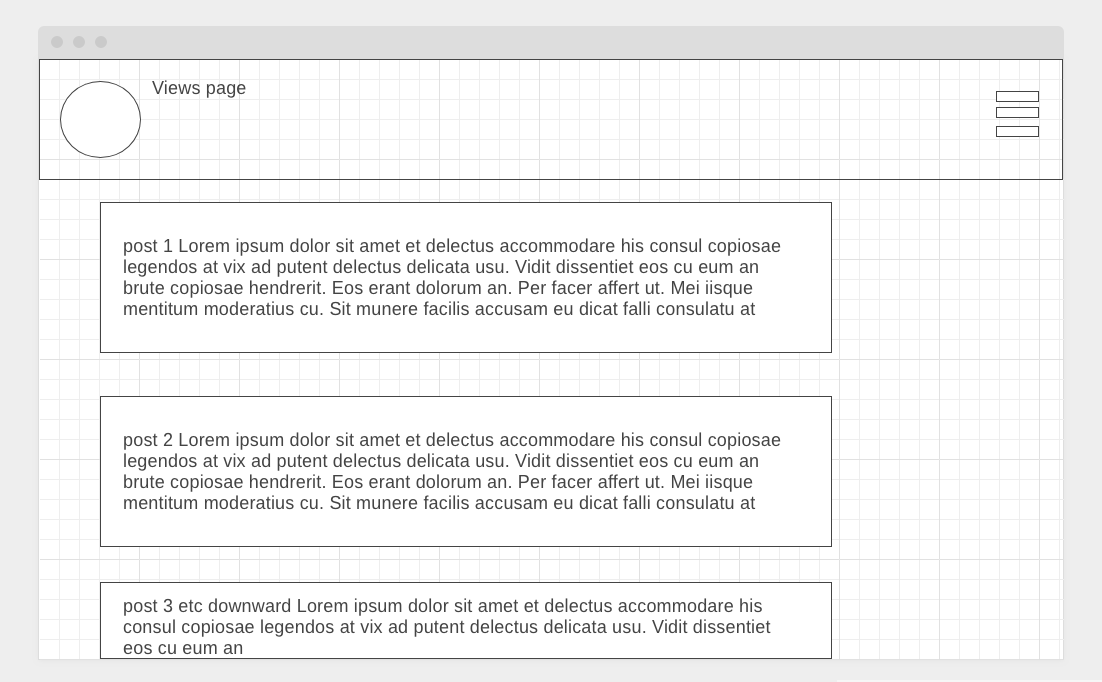 Views page
post 1 Lorem ipsum dolor sit amet et delectus accommodare his consul copiosae
legendos at vix ad putent delectus delicata usu. Vidit dissentiet eos cu eum an
brute copiosae hendrerit. Eos erant dolorum an. Per facer affert ut. Mei iisque
mentitum moderatius cu. Sit munere facilis accusam eu dicat falli consulatu at
post 2 Lorem ipsum dolor sit amet et delectus accommodare his consul copiosae
legendos at vix ad putent delectus delicata usu. Vidit dissentiet eos cu eum an
brute copiosae hendrerit. Eos erant dolorum an. Per facer affert ut. Mei iisque
mentitum moderatius cu. Sit munere facilis accusam eu dicat falli consulatu at
post 3 etc downward Lorem ipsum dolor sit amet et delectus accommodare his
consul copiosae legendos at vix ad putent delectus delicata usu. Vidit dissentiet
eos cu eum an